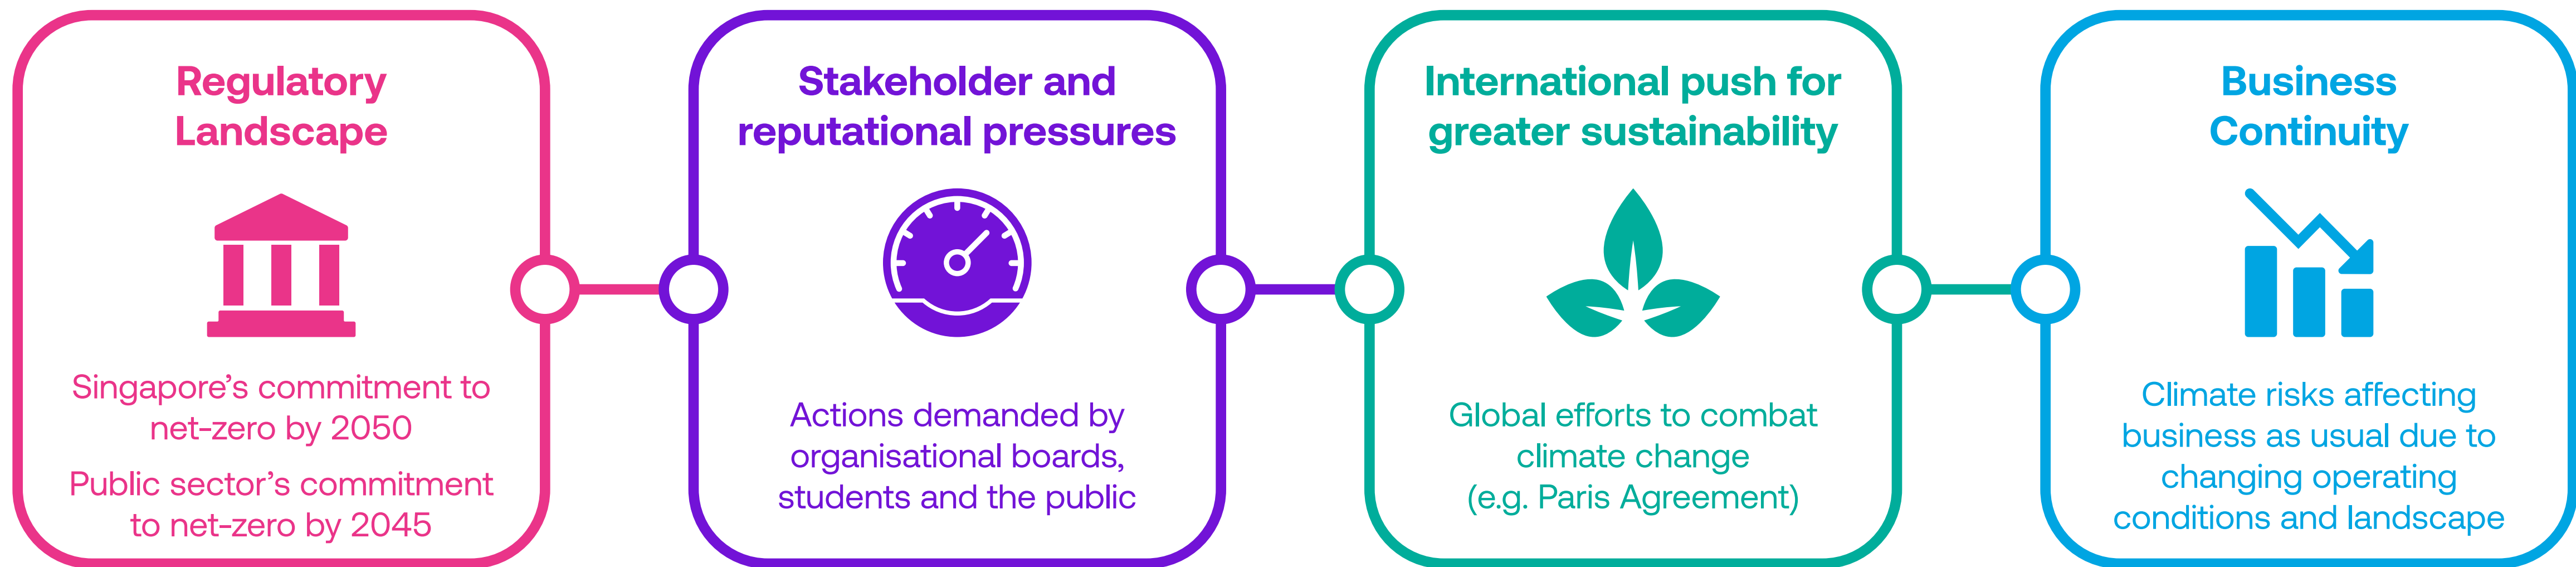 Regulatory
Landscape
Singapore’s commitment to
net-zero by 2050
Public sector’s commitment
to net-zero by 2045
Stakeholder and
reputational pressures
Actions demanded by
organisational boards,
students and the public
International push for
greater sustainability
Global efforts to combat
climate change
(e.g. Paris Agreement)
Business
Continuity
Climate risks affecting
business as usual due to
changing operating
conditions and landscape